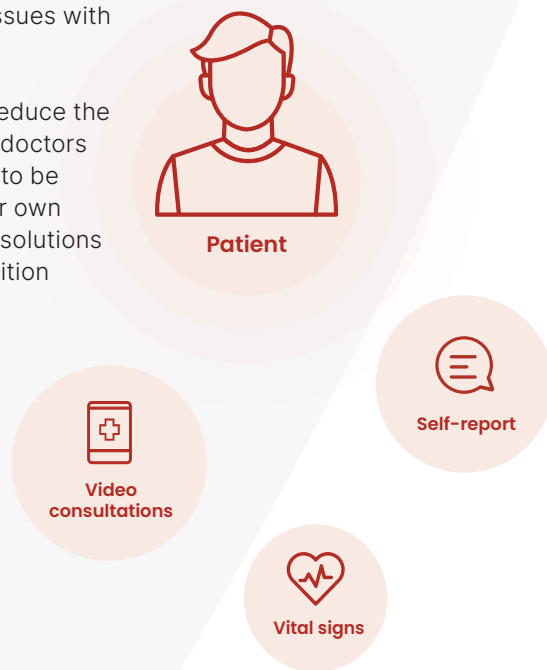 ssues with
educe the
doctors
to be
r own
solutions
ition
Patient
Self-report
Video
consultations
Vital signs